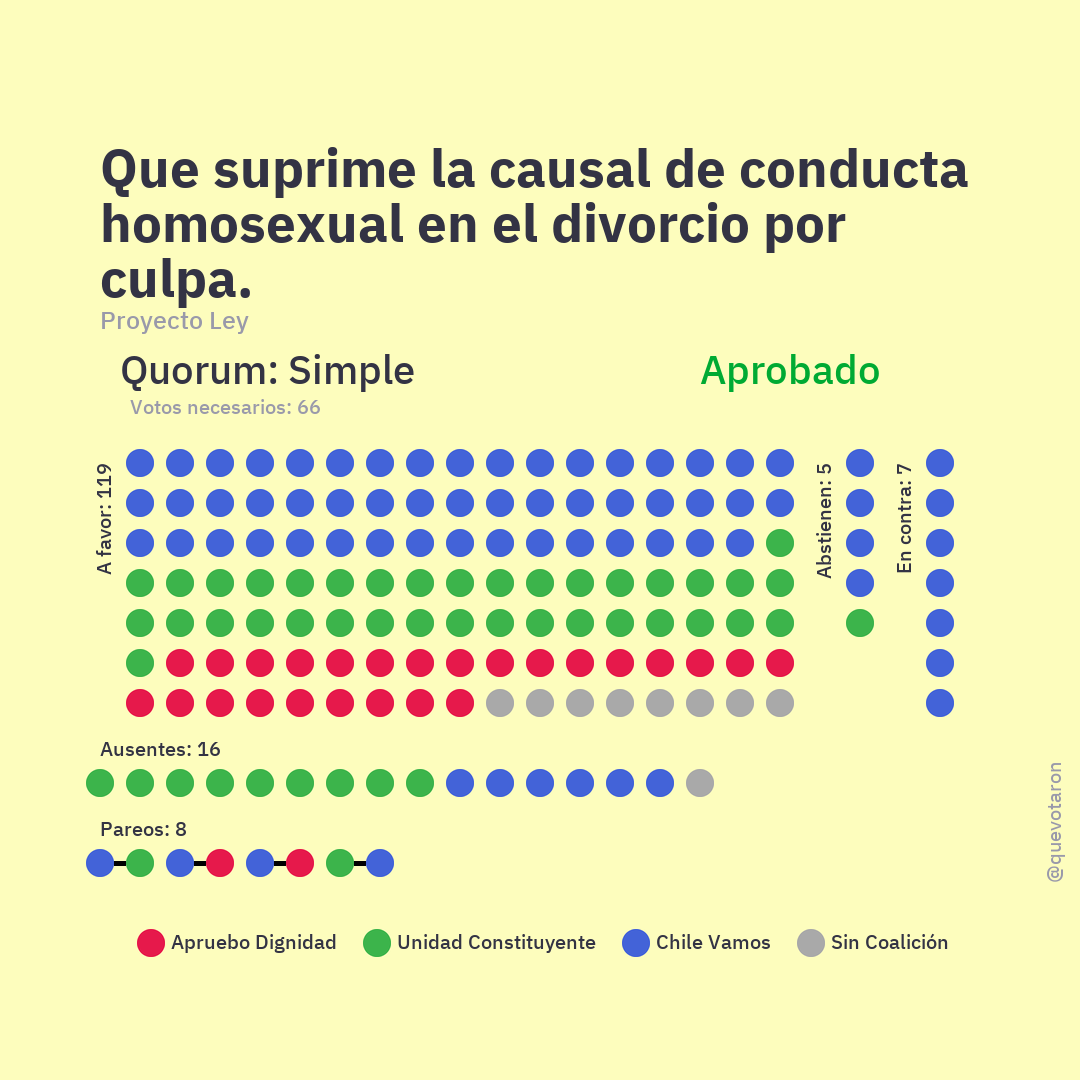 Que suprime la causal de conducta
homosexual en el divorcio por
culpa.
Proyecto Ley
Quorum: Simple
Aprobado
Votos necesarios: 66
A favor: 119
Abstienen: 5
En contra: 7
Ausentes: 16
Pareos: 8
@quevotaron
Apruebo Dignidad
Unidad Constituyente
Chile Vamos
Sin Coalición